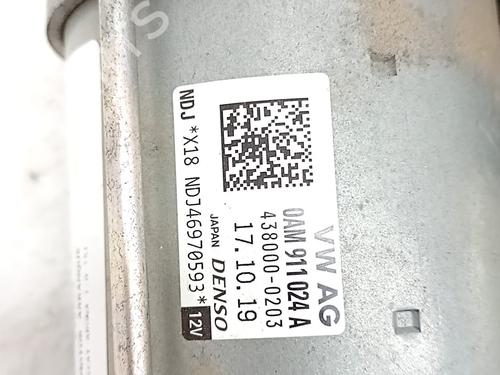 VW AG
0AM 911 024 A
438000-0203
17.10.19
JAPAN DENSO 12V
NDJ *X18 NDJ46970593*